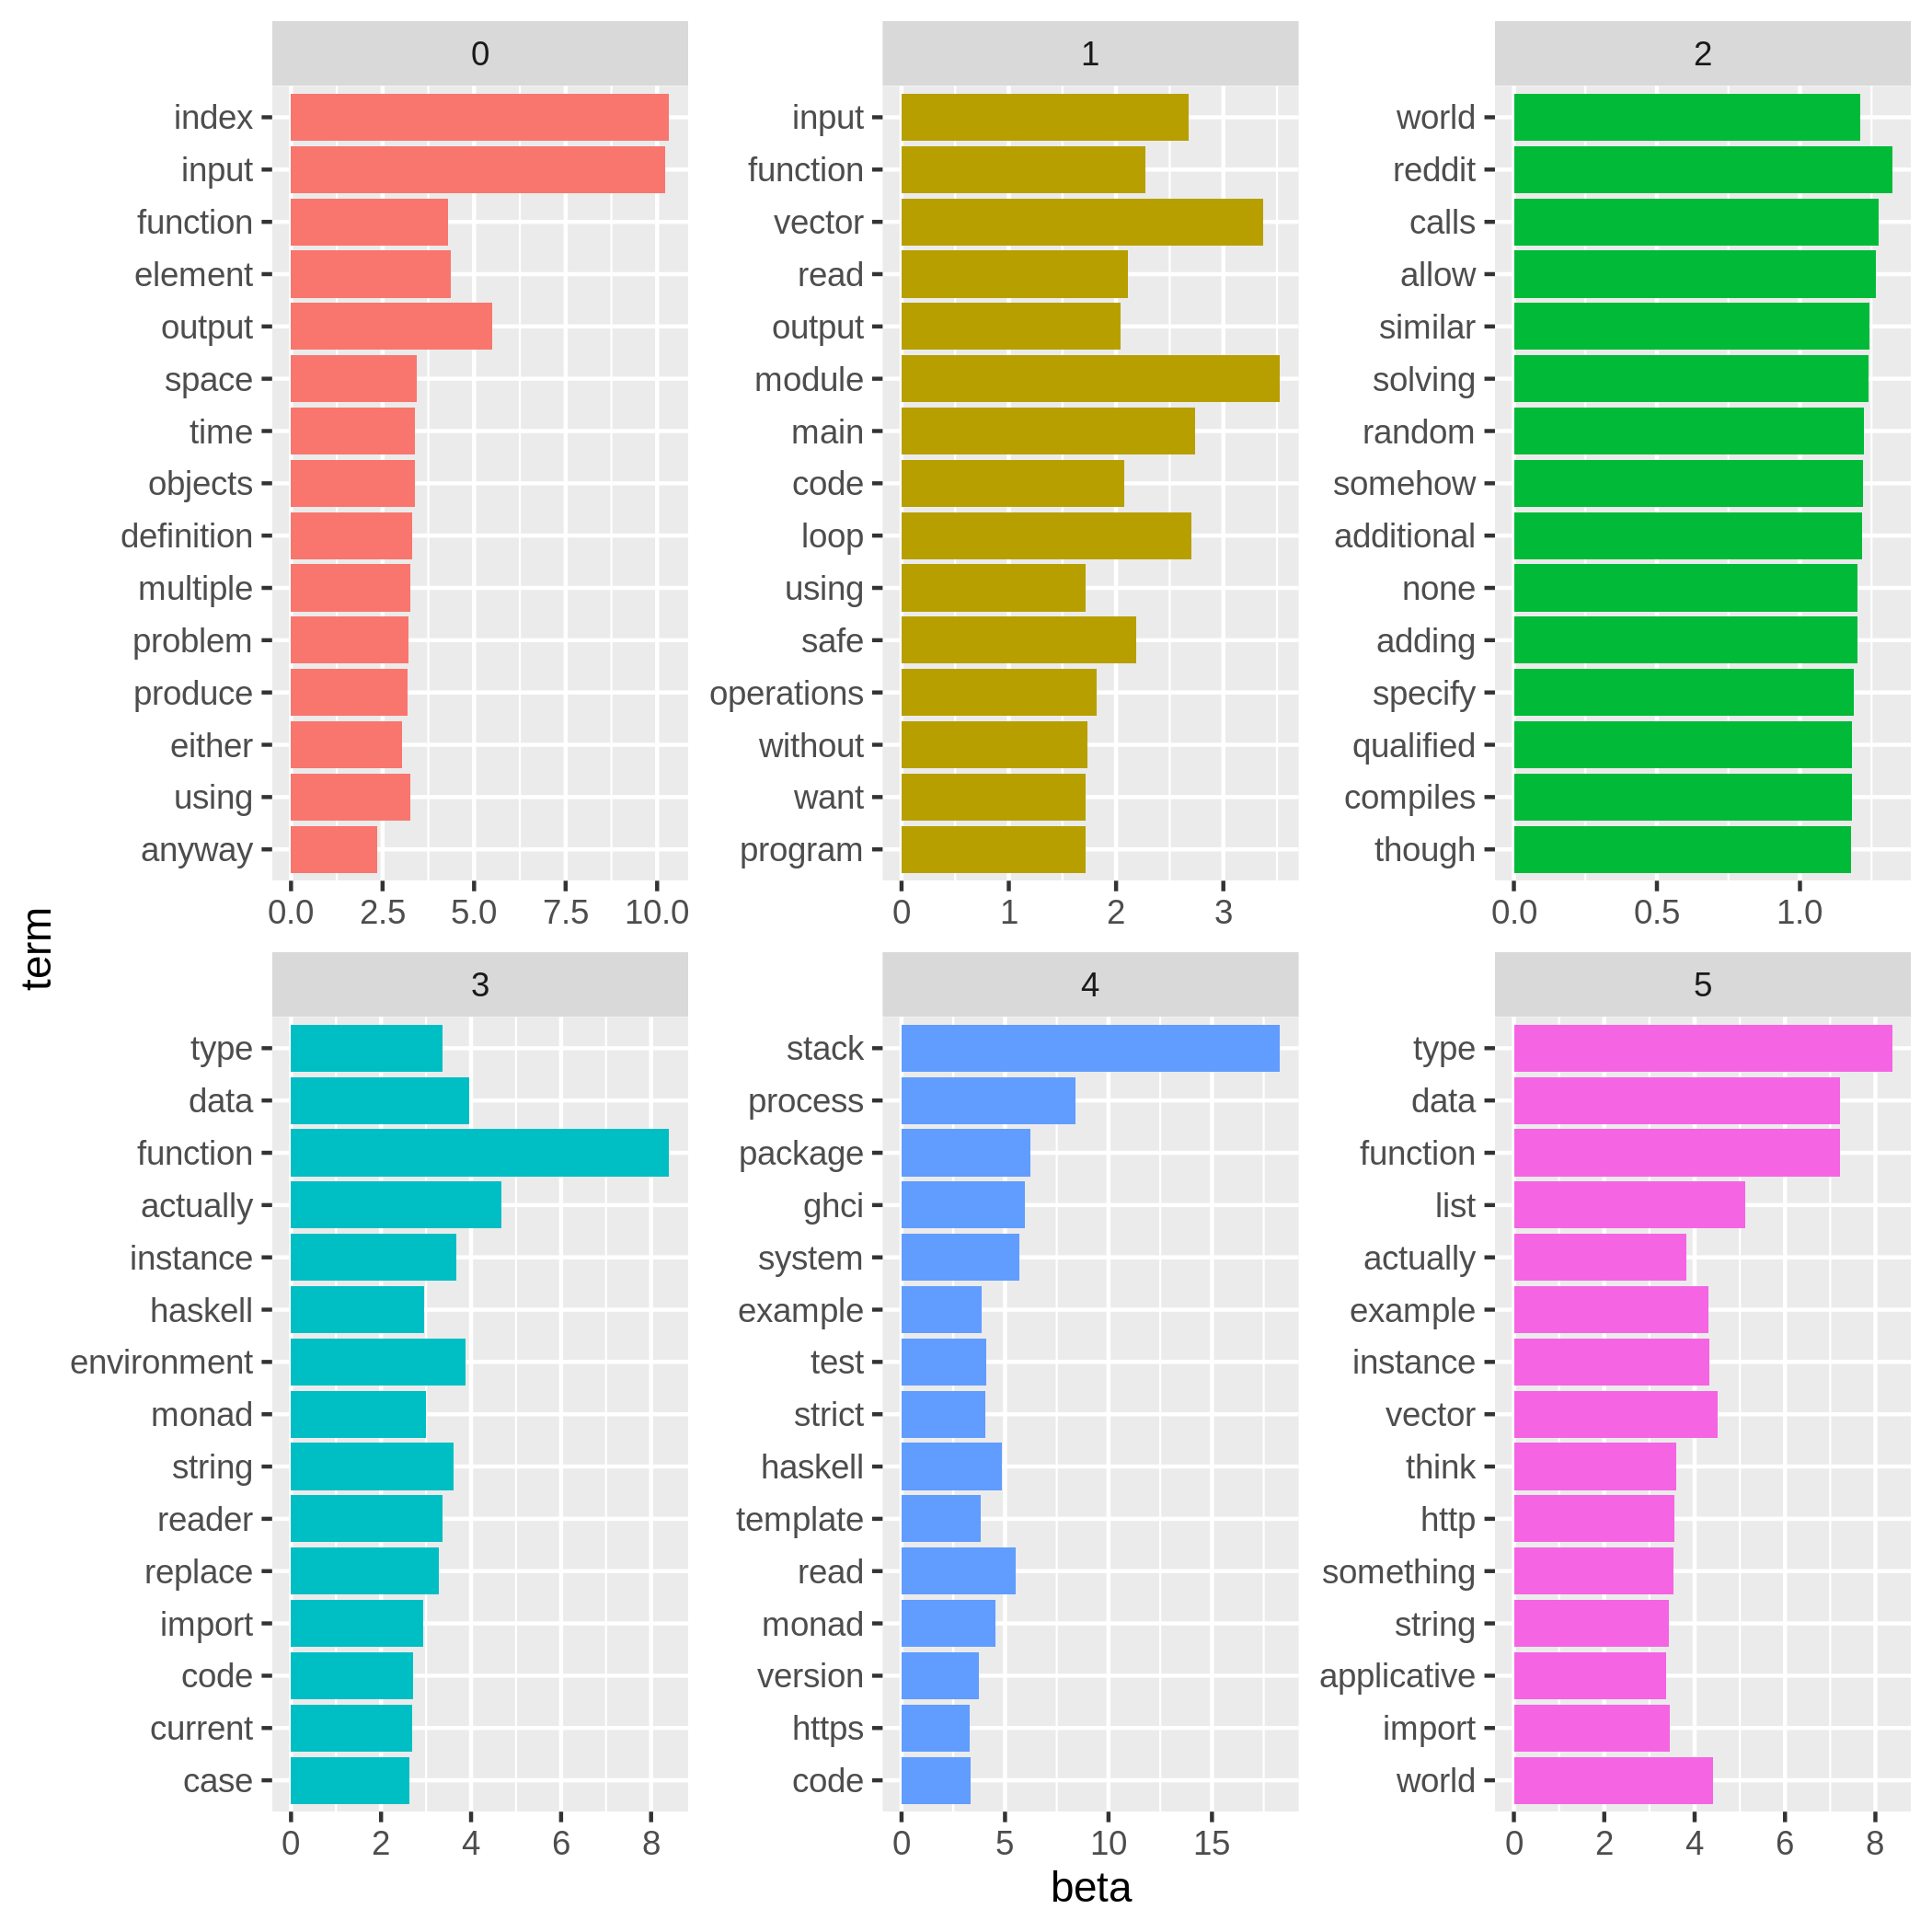 term
0
index
input
function
element
output
space
time
objects
definition
multiple
problem
produce
either
using
anyway
0.0 2.5 5.0 7.5 10.0
1
input
function
vector
read
output
module
main
code
loop
using
safe
operations
without
want
program
0 1 2 3
2
world
reddit
calls
allow
similar
solving
random
somehow
additional
none
adding
specify
qualified
compiles
though
0.0 0.5 1.0
3
type
data
function
actually
instance
haskell
environment
monad
string
reader
replace
import
code
current
case
0 2 4 6 8
4
stack
process
package
ghci
system
example
test
strict
haskell
template
read
monad
version
https
code
0 5 10 15
5
type
data
function
list
actually
example
instance
vector
think
http
something
string
applicative
import
world
0 2 4 6 8
beta